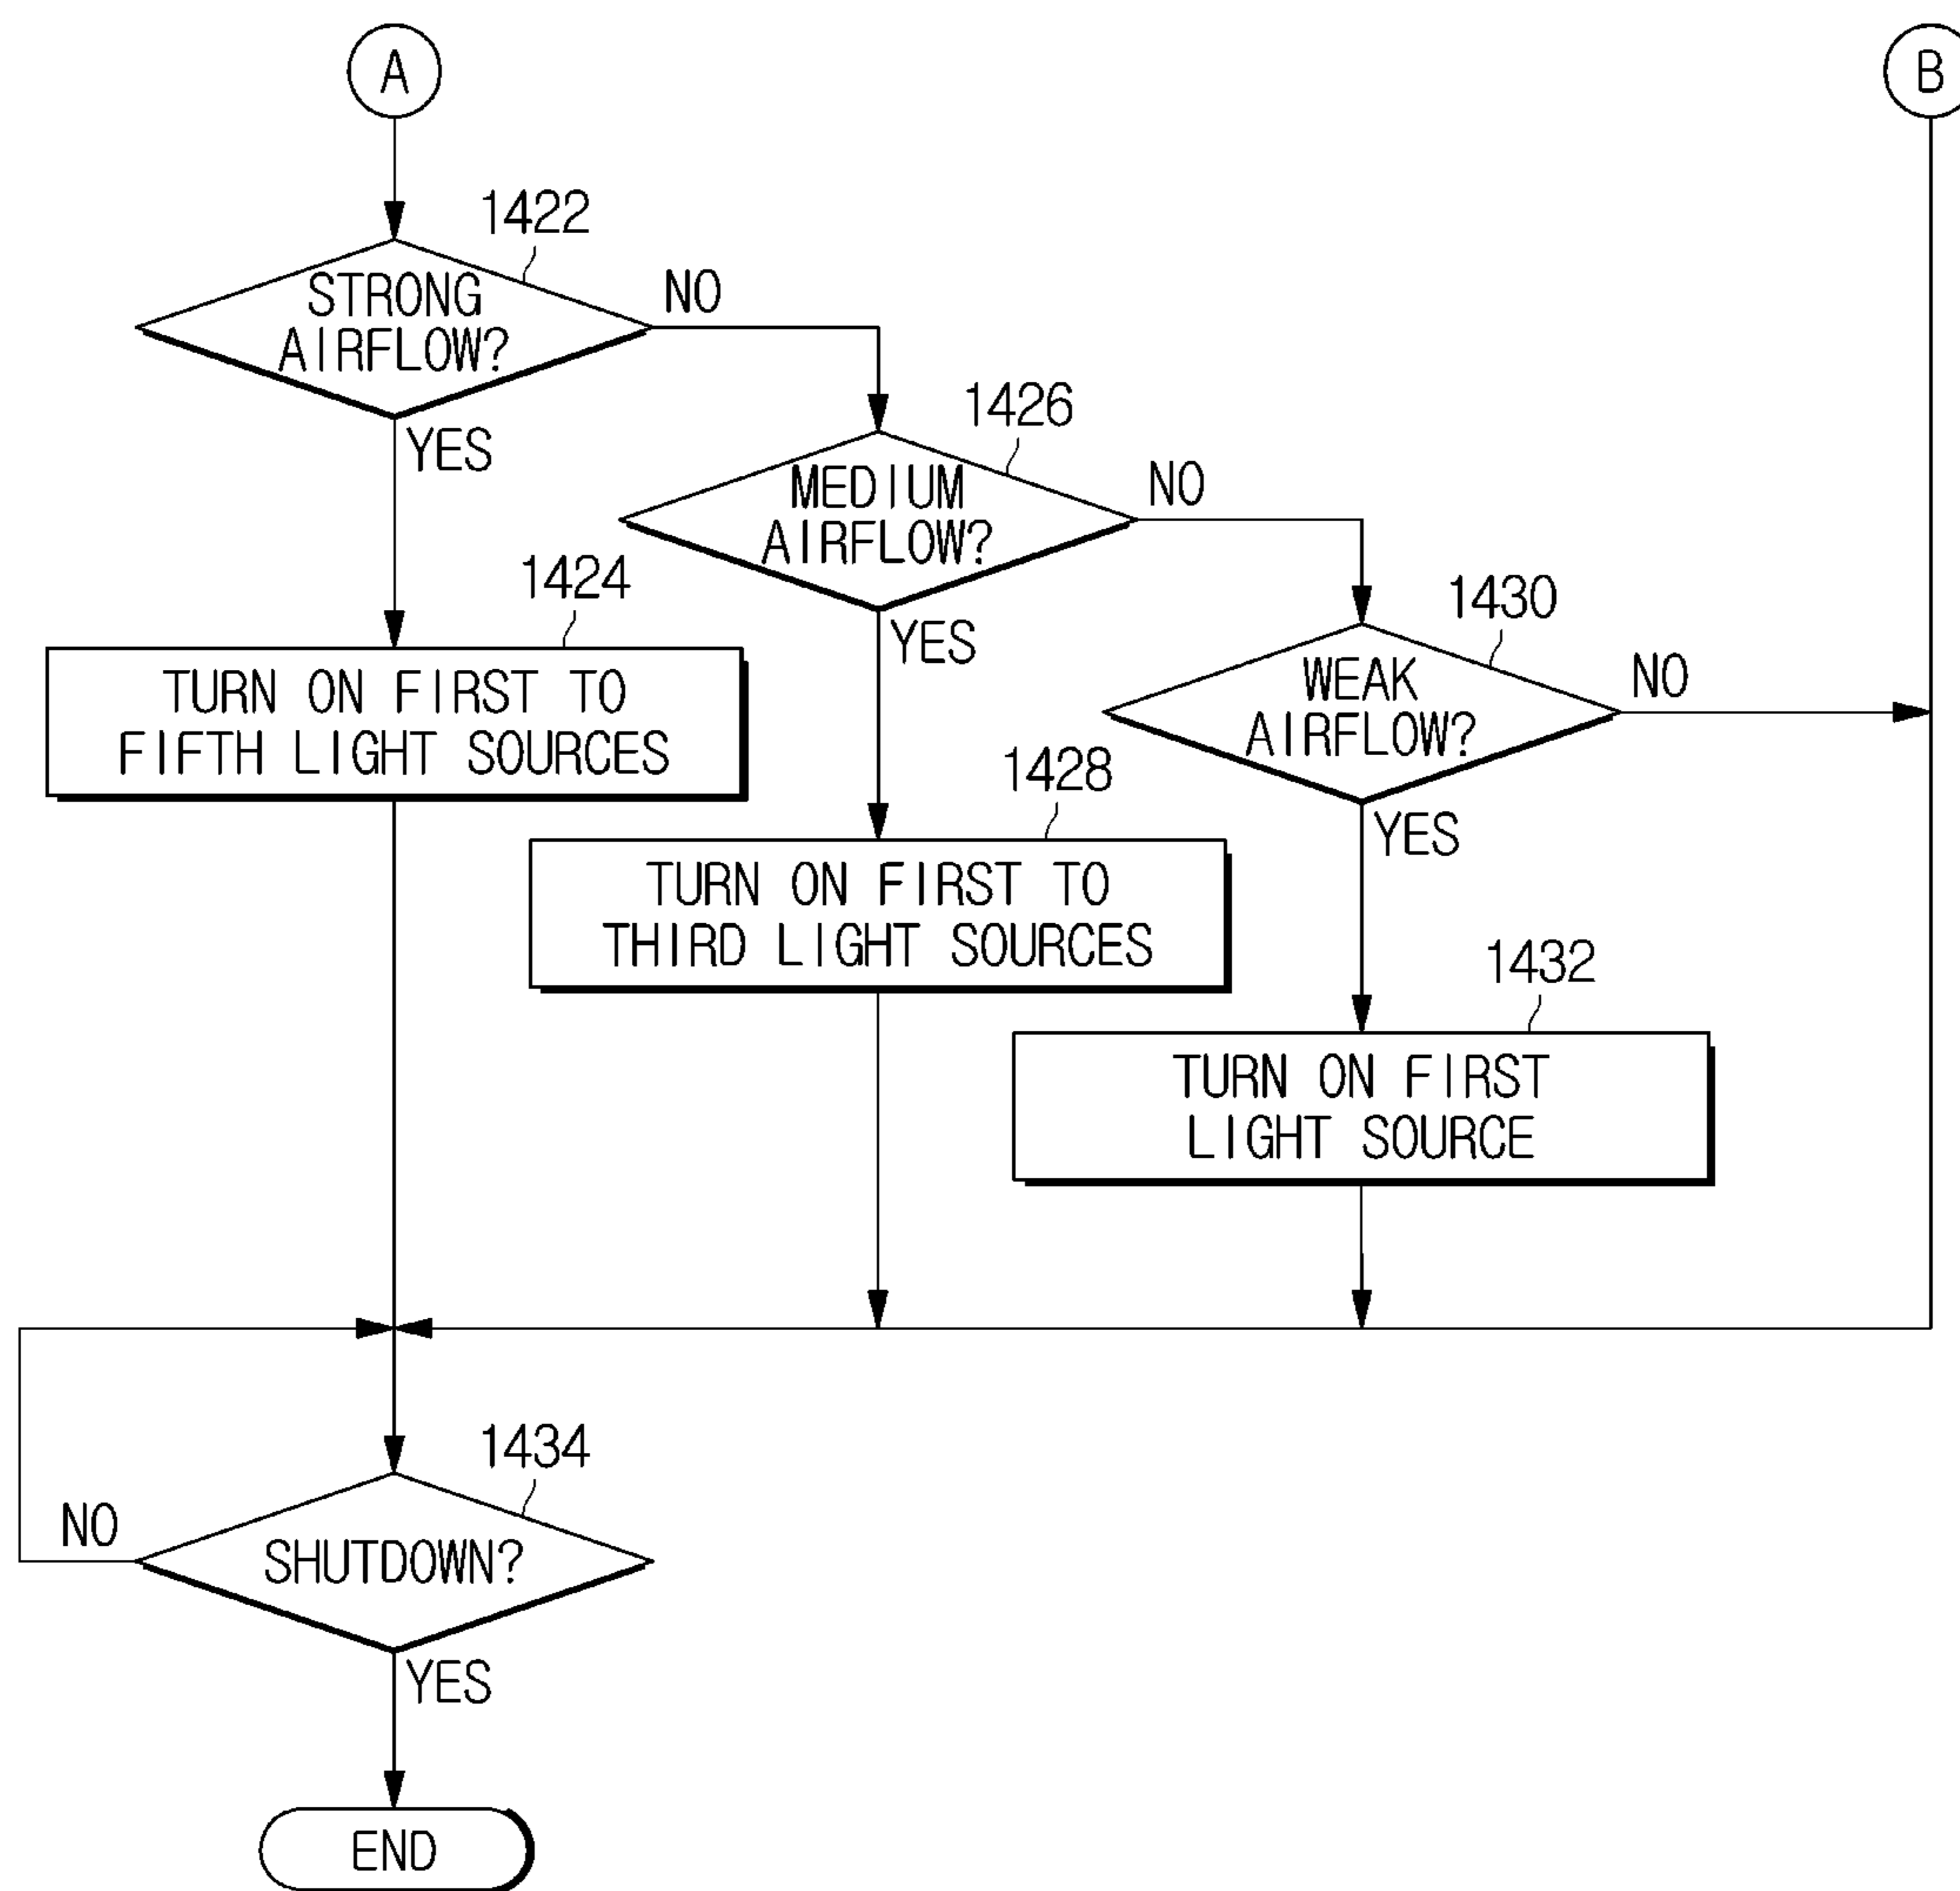 A
B
1422
STRONG
AIRFLOW?
NO
YES
1426
MEDIUM
AIRFLOW?
NO
YES
1424
TURN ON FIRST TO
FIFTH LIGHT SOURCES
1430
WEAK
AIRFLOW?
NO
YES
1428
TURN ON FIRST TO
THIRD LIGHT SOURCES
1432
TURN ON FIRST
LIGHT SOURCE
1434
SHUTDOWN?
NO
YES
END